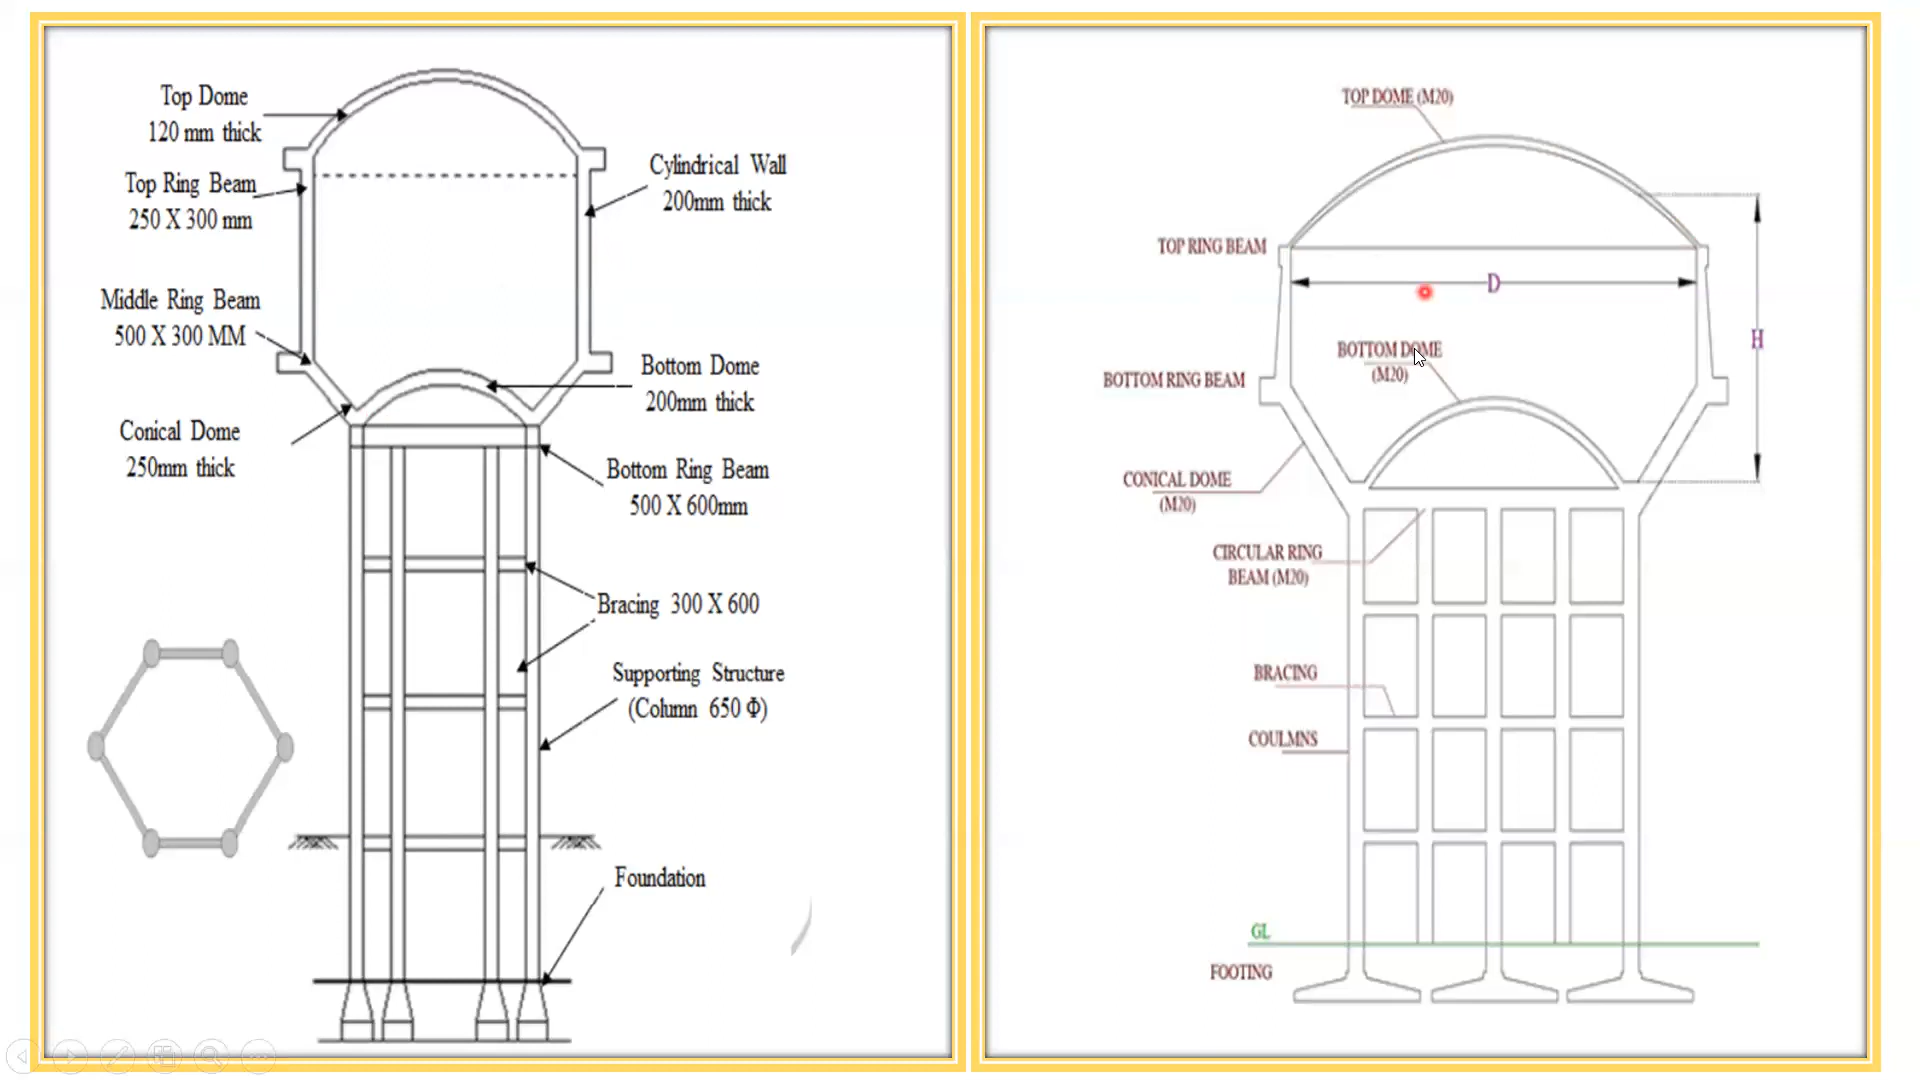 Top Dome
120 mm thick
Top Ring Beam
250 X 300 mm
Cylindrical Wall
200mm thick
Middle Ring Beam
500 X 300 MM
Bottom Dome
200mm thick
Conical Dome
250mm thick
Bottom Ring Beam
500 X 600mm
Bracing 300 X 600
Supporting Structure
(Column 650 Φ)
Foundation
TOP DOME (M20)
TOP RING BEAM
D
H
BOTTOM DOME
(M20)
BOTTOM RING BEAM
CONICAL DOME
(M20)
CIRCULAR RING
BEAM (M20)
BRACING
COULMNS
GL
FOOTING